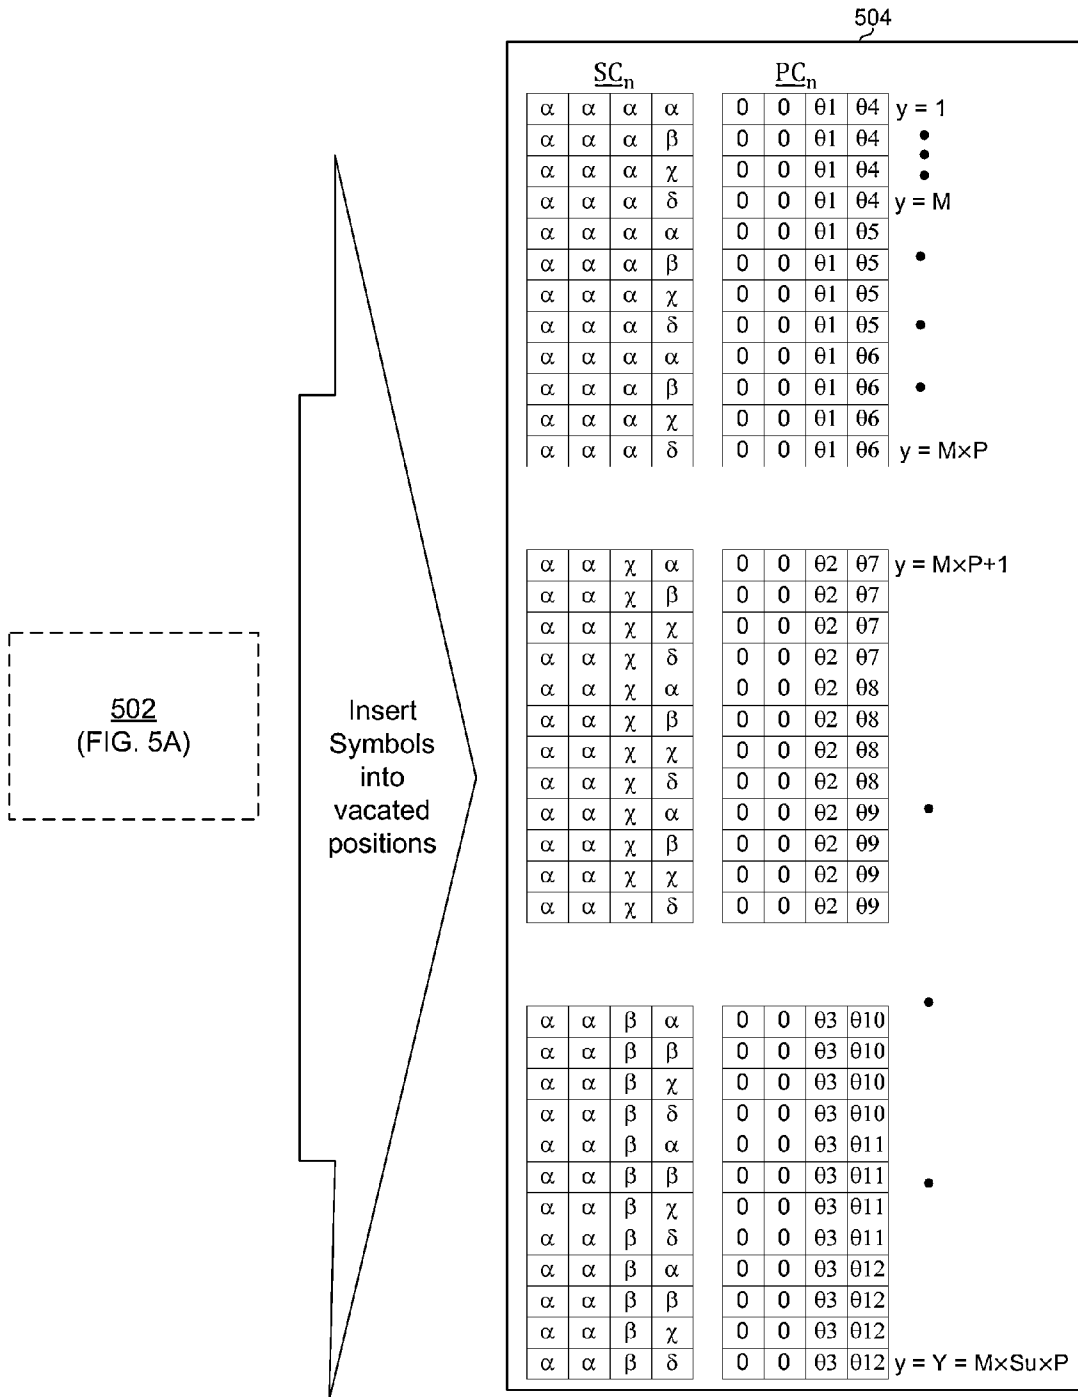 504
SCn PCn
α α α α 0 0 θ1 θ4 y = 1
α α α β 0 0 θ1 θ4
α α α χ 0 0 θ1 θ4
α α α δ 0 0 θ1 θ4 y = M
α α α α 0 0 θ1 θ5
α α α β 0 0 θ1 θ5
α α α χ 0 0 θ1 θ5
α α α δ 0 0 θ1 θ5
α α α α 0 0 θ1 θ6
α α α β 0 0 θ1 θ6
α α α χ 0 0 θ1 θ6
α α α δ 0 0 θ1 θ6 y = M×P
α α χ α 0 0 θ2 θ7 y = M×P+1
α α χ β 0 0 θ2 θ7
α α χ χ 0 0 θ2 θ7
α α χ δ 0 0 θ2 θ7
α α χ α 0 0 θ2 θ8
α α χ β 0 0 θ2 θ8
α α χ χ 0 0 θ2 θ8
α α χ δ 0 0 θ2 θ8
α α χ α 0 0 θ2 θ9
α α χ β 0 0 θ2 θ9
α α χ χ 0 0 θ2 θ9
α α χ δ 0 0 θ2 θ9
α α β α 0 0 θ3 θ10
α α β β 0 0 θ3 θ10
α α β χ 0 0 θ3 θ10
α α β δ 0 0 θ3 θ10
α α β α 0 0 θ3 θ11
α α β β 0 0 θ3 θ11
α α β χ 0 0 θ3 θ11
α α β δ 0 0 θ3 θ11
α α β α 0 0 θ3 θ12
α α β β 0 0 θ3 θ12
α α β χ 0 0 θ3 θ12
α α β δ 0 0 θ3 θ12 y = Y = M×Su×P
502
(FIG. 5A)
Insert
Symbols
into
vacated
positions